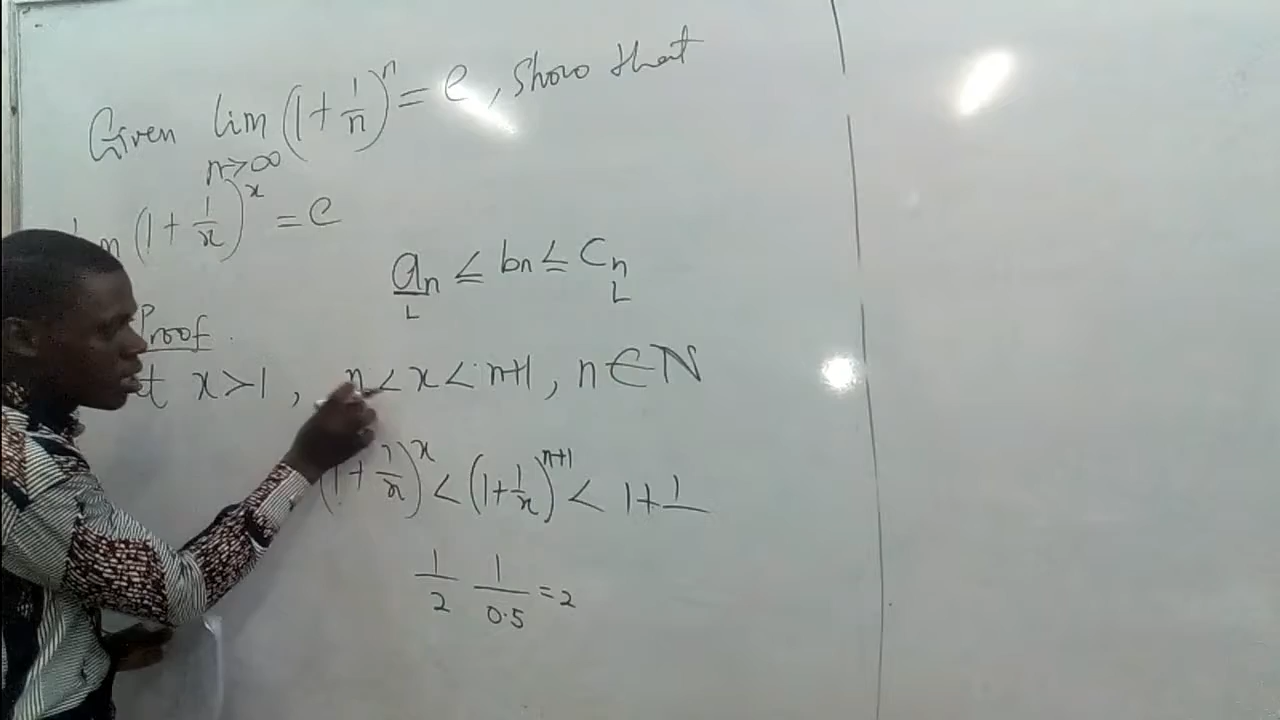 Given lim (1 + 1/n)^n = e, show that
n→∞
(1 + 1/x)^x = e
an ≤ bn ≤ Cn
L L
Proof.
x > 1, n < x < n+1, n ∈ ℕ
(1 + 1/x)^x < (1 + 1/x)^n+1 < 1 + 1
1/2 1/0.5 = 2